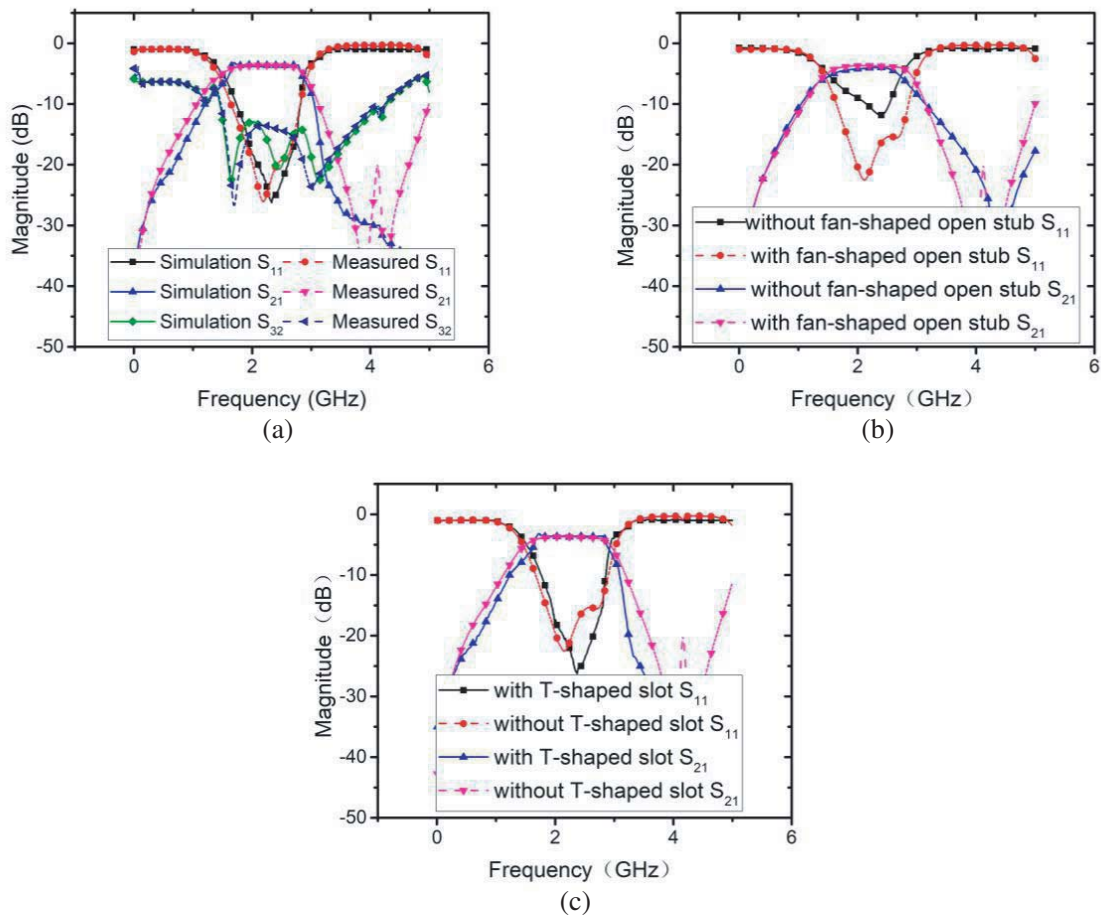 0
-10
-20
-30
-40
-50
Magnitude (dB)
Simulation S11 Measured S11
Simulation S21 Measured S21
Simulation S32 Measured S32
0 2 4 6
Frequency (GHz)
(a)
0
-10
-20
-30
-40
-50
Magnitude（dB）
without fan-shaped open stub S11
with fan-shaped open stub S11
without fan-shaped open stub S21
with fan-shaped open stub S21
0 2 4 6
Frequency（GHz）
(b)
0
-10
-20
-30
-40
-50
Magnitude（dB）
with T-shaped slot S11
without T-shaped slot S11
with T-shaped slot S21
without T-shaped slot S21
0 2 4 6
Frequency（GHz）
(c)